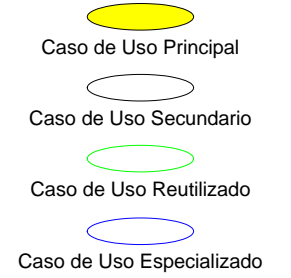 Caso de Uso Principal
Caso de Uso Secundario
Caso de Uso Reutilizado
Caso de Uso Especializado